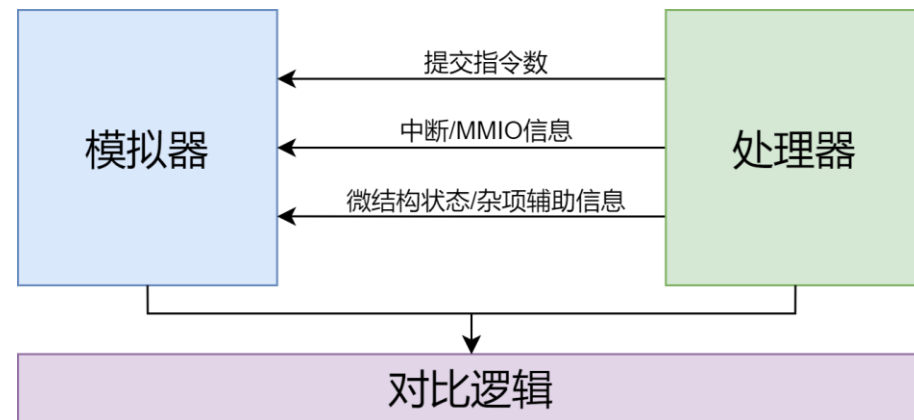 提交指令数
模拟器
中断/MMIO信息
处理器
微结构状态/杂项辅助信息
对比逻辑